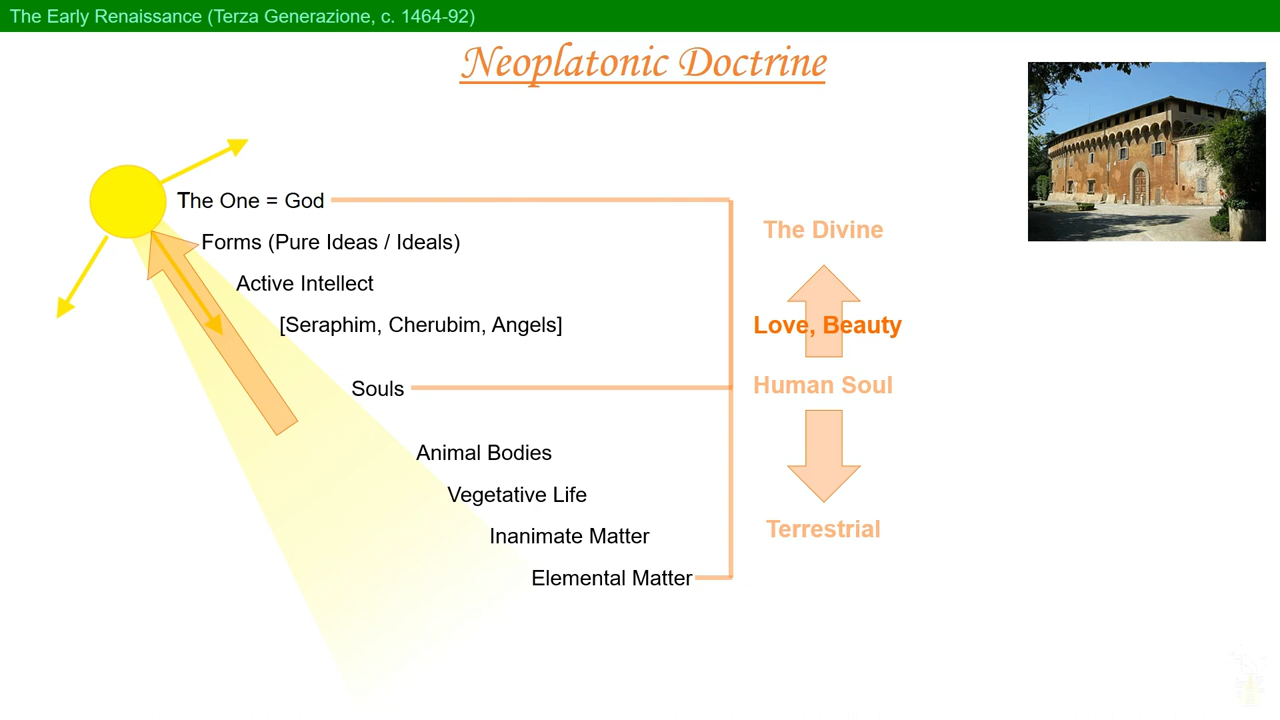 The Early Renaissance (Terza Generazione, c. 1464-92)
Neoplatonic Doctrine
The One = God
Forms (Pure Ideas / Ideals)
Active Intellect
[Seraphim, Cherubim, Angels]
Souls
Animal Bodies
Vegetative Life
Inanimate Matter
Elemental Matter
The Divine
Love, Beauty
Human Soul
Terrestrial